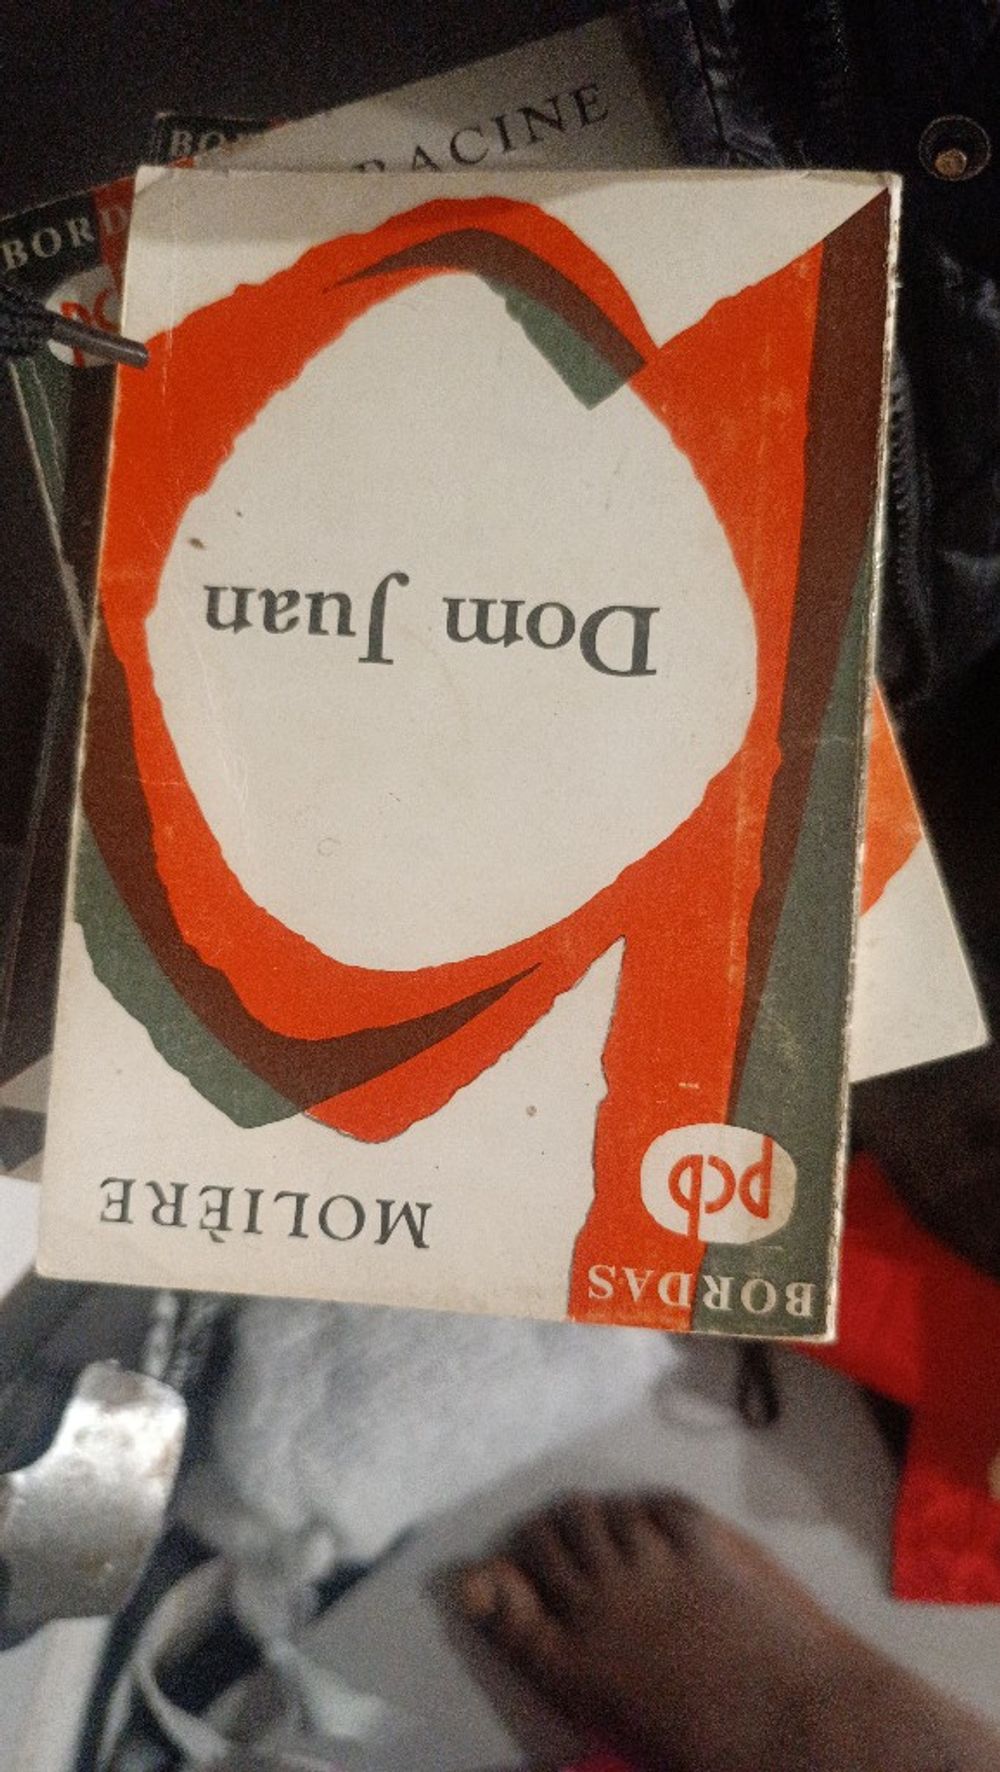 BORDAS
pcb
MOLIÈRE
Dom Juan
RACINE
BORD